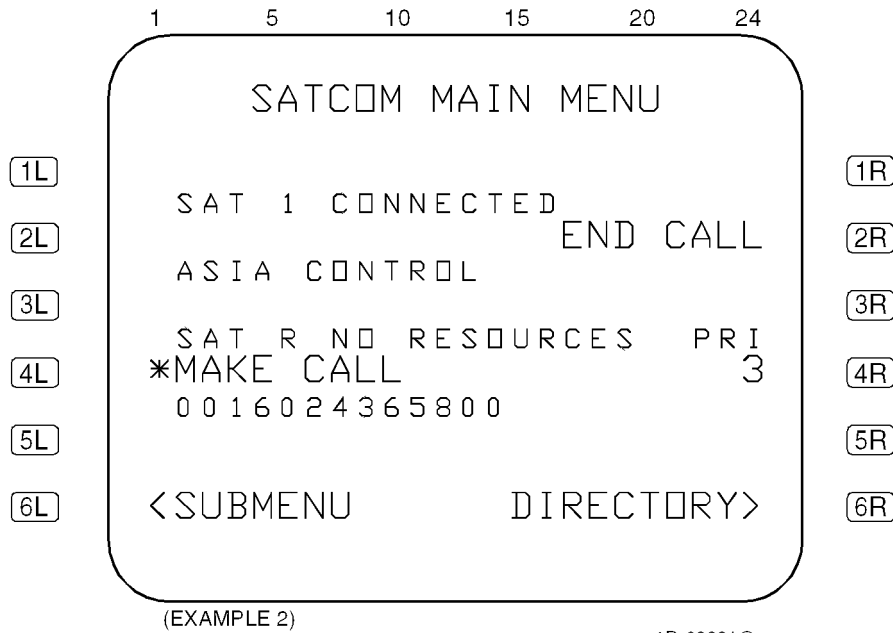 1 5 10 15 20 24
SATCOM MAIN MENU
1L 1R
SAT 1 CONNECTED
2L END CALL 2R
ASIA CONTROL
3L 3R
SAT R NO RESOURCES PRI
4L *MAKE CALL 3 4R
0016024365800
5L 5R
6L <SUBMENU DIRECTORY> 6R
(EXAMPLE 2)